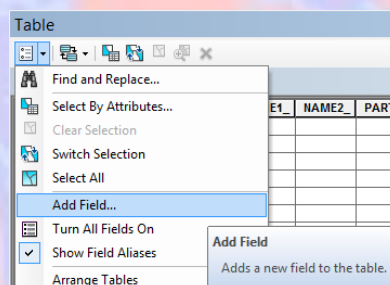 Table
Find and Replace...
Select By Attributes...
E1_ NAME2_ PART
Clear Selection
Switch Selection
Select All
Add Field...
Turn All Fields On
Show Field Aliases
Arrange Tables
Add Field
Adds a new field to the table.